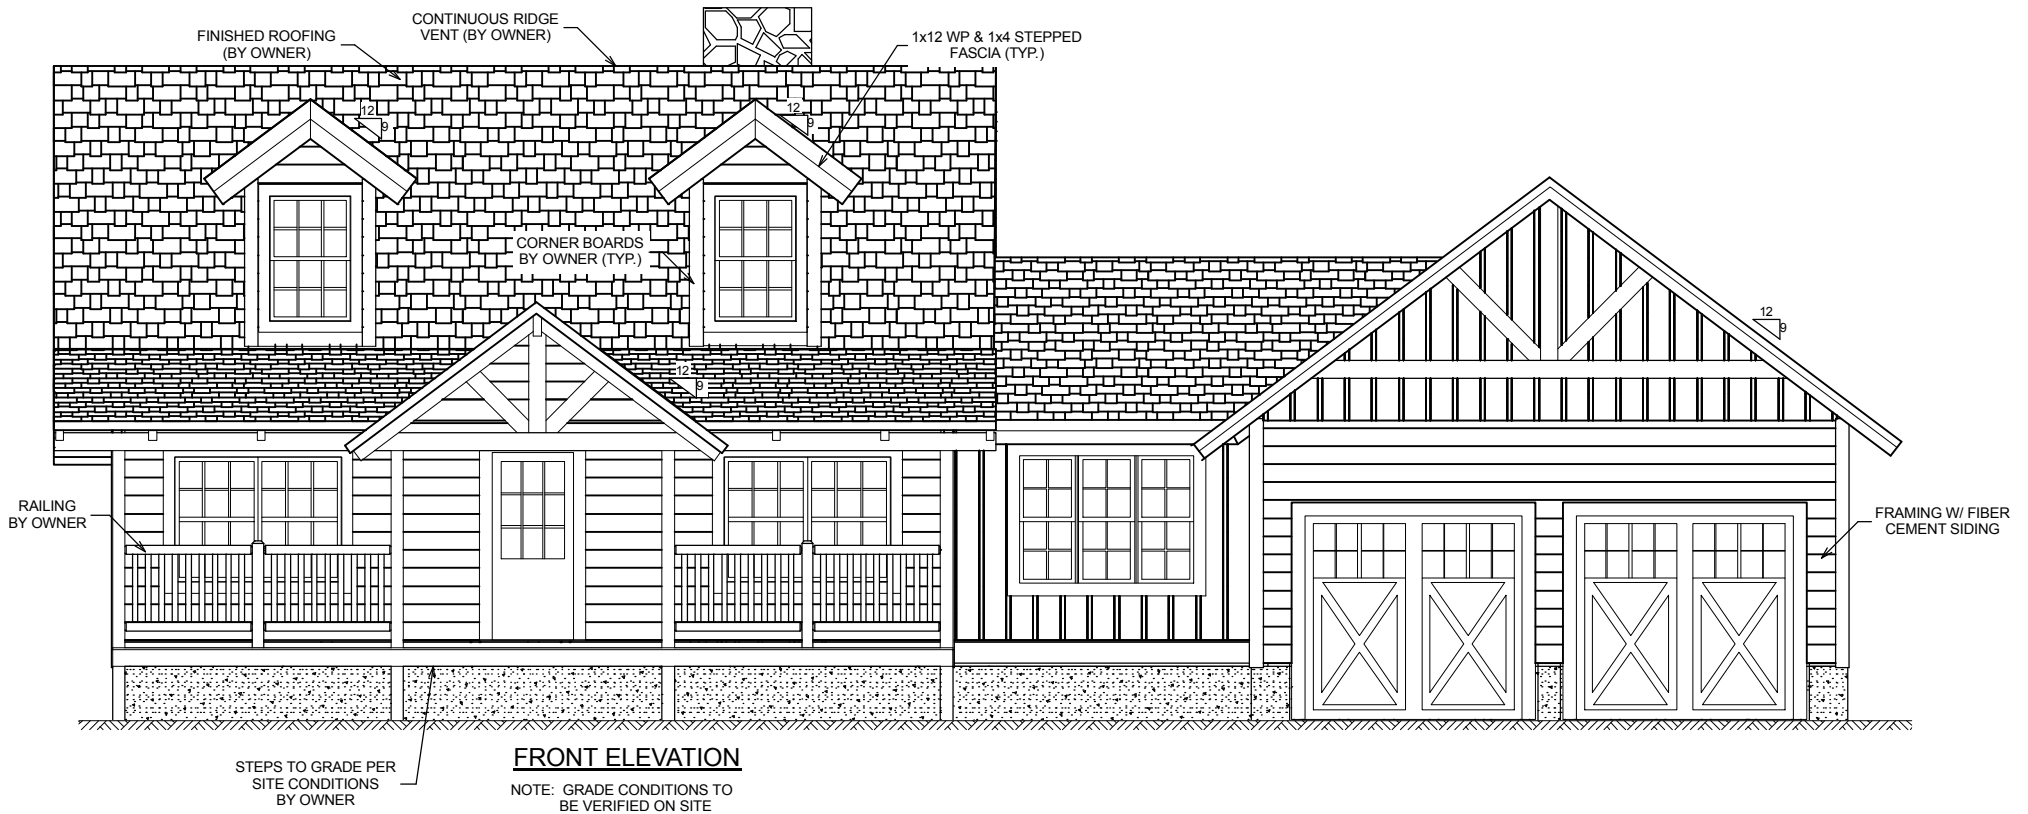 CONTINUOUS RIDGE
VENT (BY OWNER)
FINISHED ROOFING
(BY OWNER)
1x12 WP & 1x4 STEPPED
FASCIA (TYP.)
12
9
12
9
CORNER BOARDS
BY OWNER (TYP.)
12
9
12
9
RAILING
BY OWNER
FRAMING W/ FIBER
CEMENT SIDING
STEPS TO GRADE PER
SITE CONDITIONS
BY OWNER
FRONT ELEVATION
NOTE: GRADE CONDITIONS TO
BE VERIFIED ON SITE